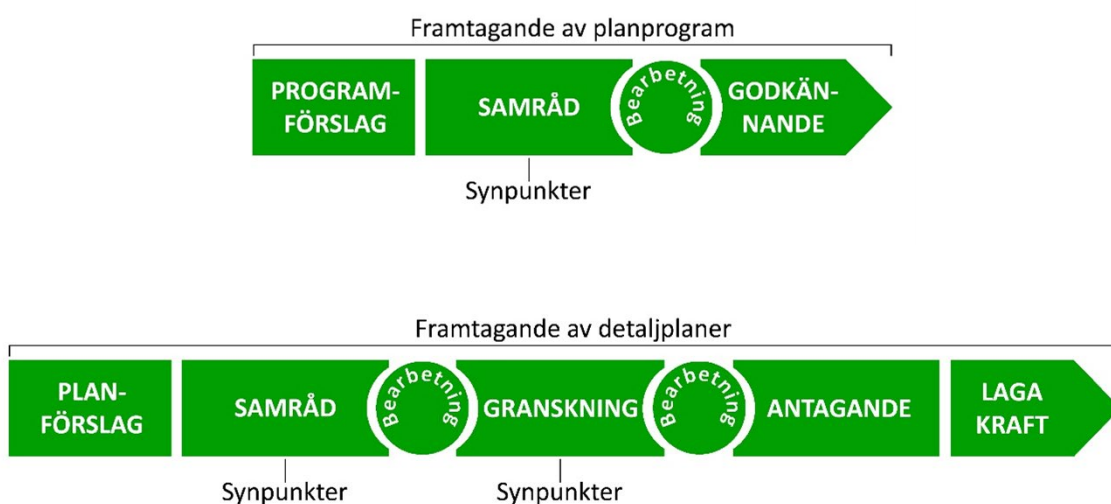 Framtagande av planprogram
PROGRAM-
FÖRSLAG
SAMRÅD
Bearbetning
GODKÄN-
NANDE
Synpunkter
Framtagande av detaljplaner
PLAN-
FÖRSLAG
SAMRÅD
Bearbetning
GRANSKNING
Bearbetning
ANTAGANDE
LAGA
KRAFT
Synpunkter
Synpunkter